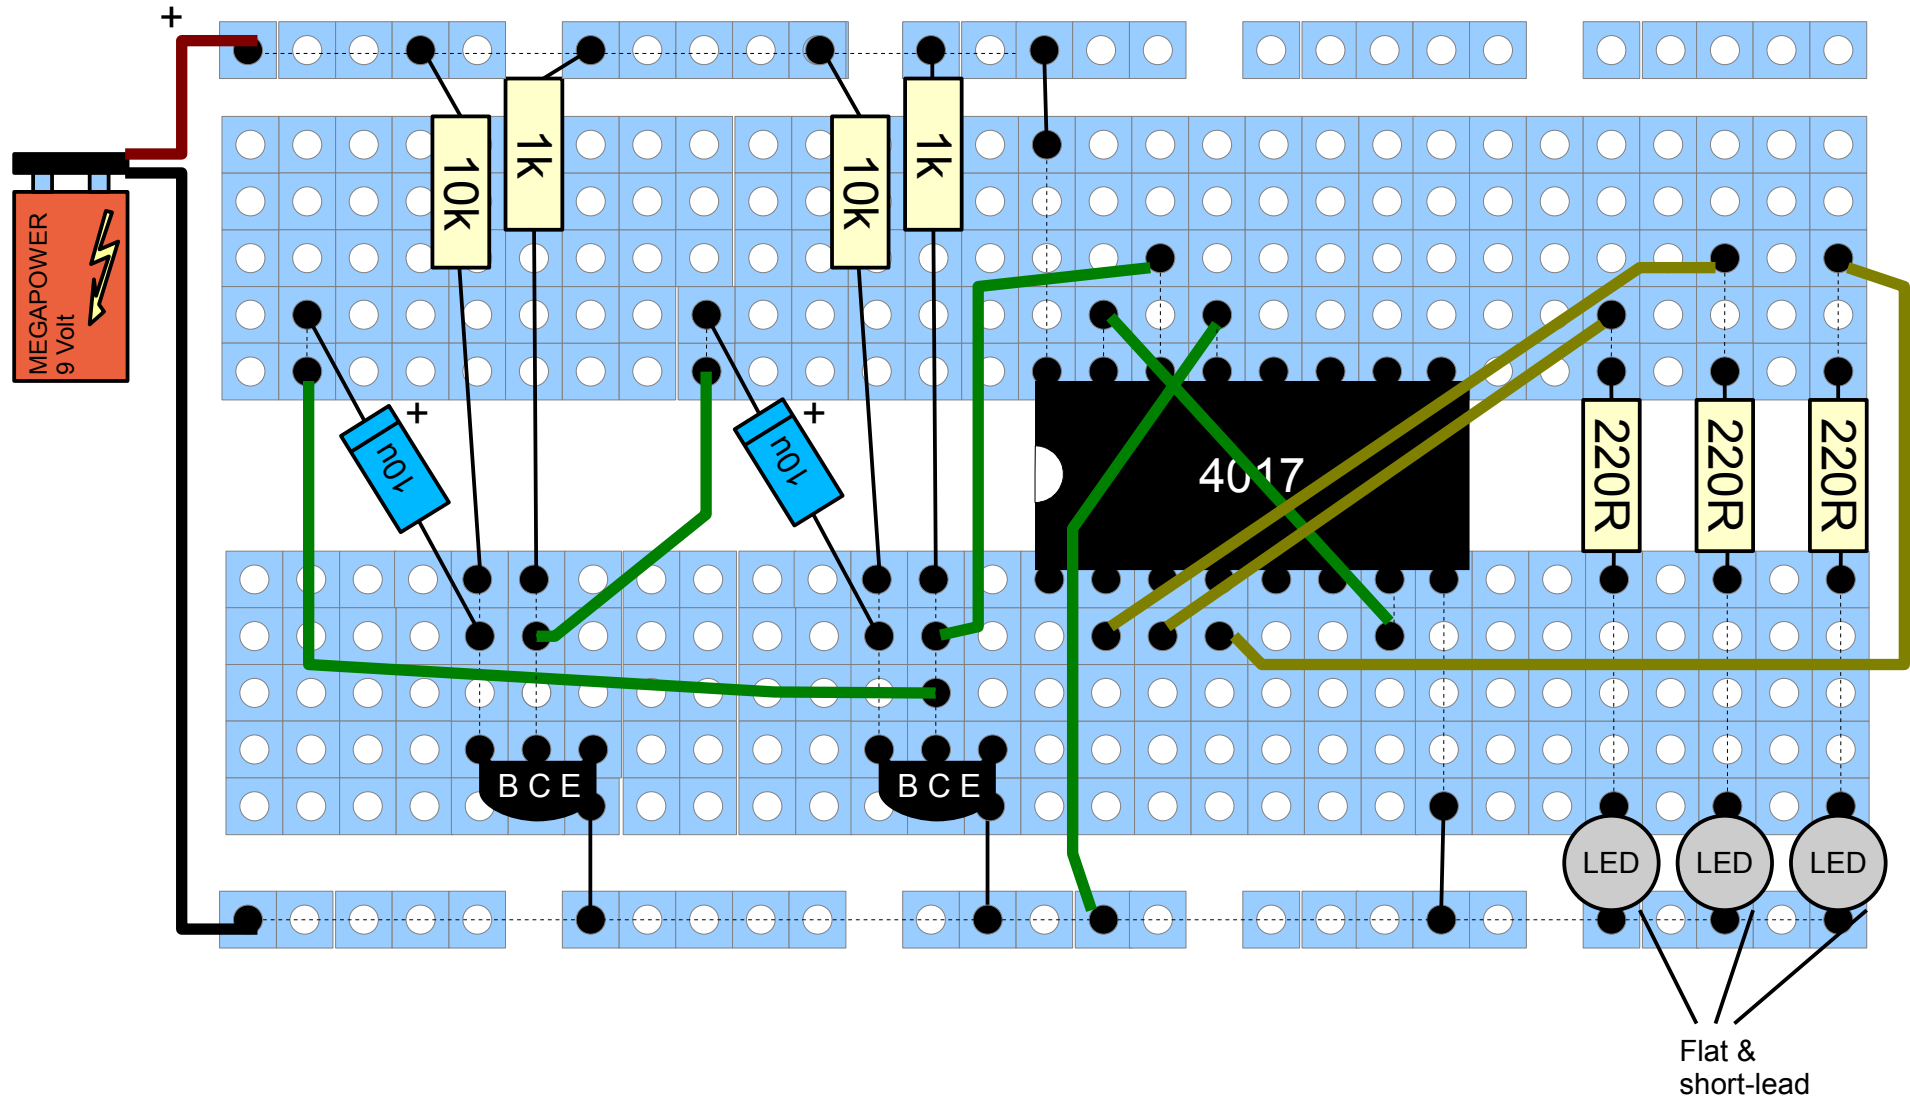 +
MEGAPOWER
9 Volt
10k
1k
10k
1k
+
10u
+
10u
4017
220R
220R
220R
B C E
B C E
LED
LED
LED
Flat &
short-lead